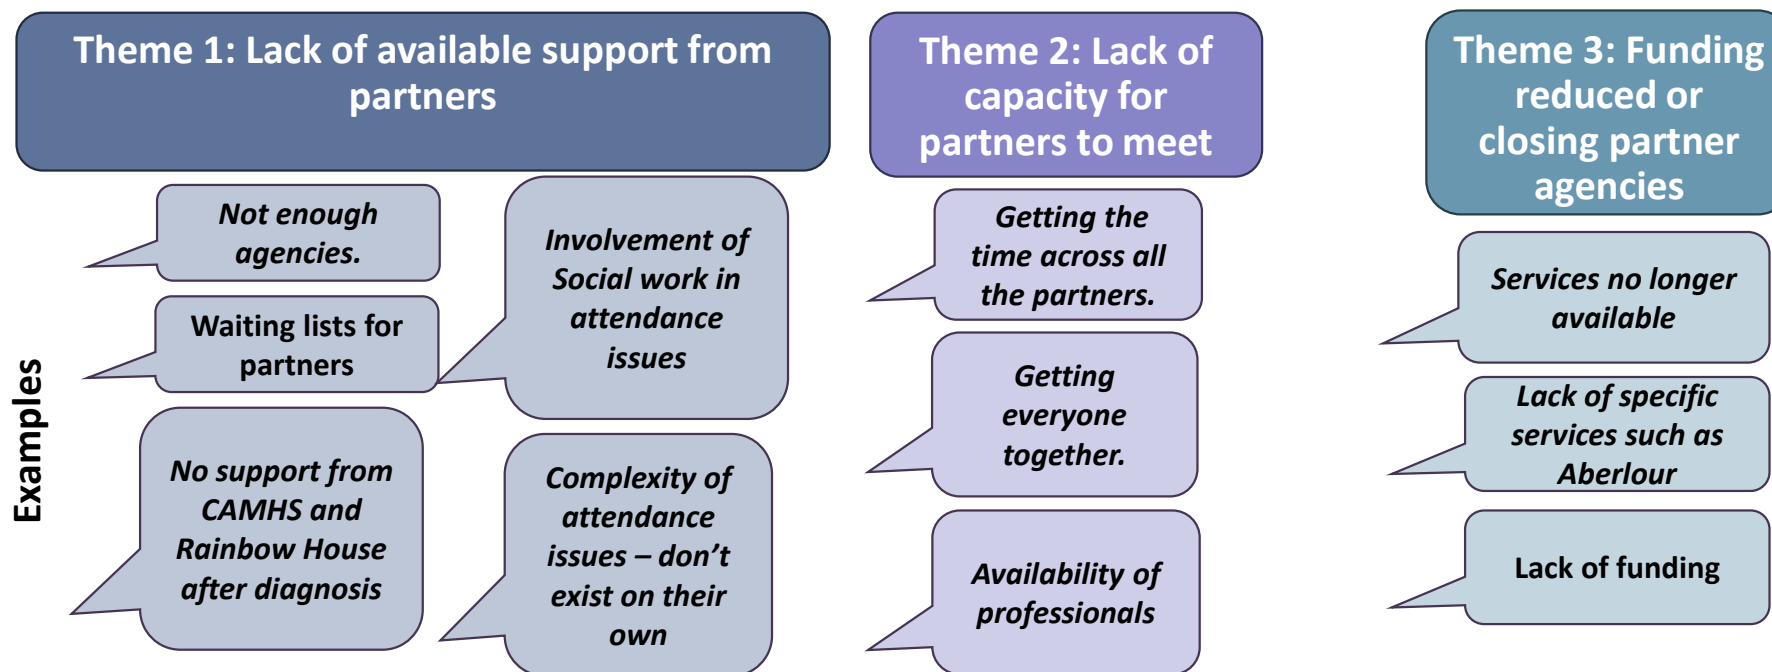 Theme 1: Lack of available support from
partners
Theme 2: Lack of
capacity for
partners to meet
Theme 3: Funding
reduced or
closing partner
agencies
Examples
Not enough
agencies.
Waiting lists for
partners
No support from
CAMHS and
Rainbow House
after diagnosis
Involvement of
Social work in
attendance
issues
Complexity of
attendance
issues – don’t
exist on their
own
Getting the
time across all
the partners.
Getting
everyone
together.
Availability of
professionals
Services no longer
available
Lack of specific
services such as
Aberlour
Lack of funding